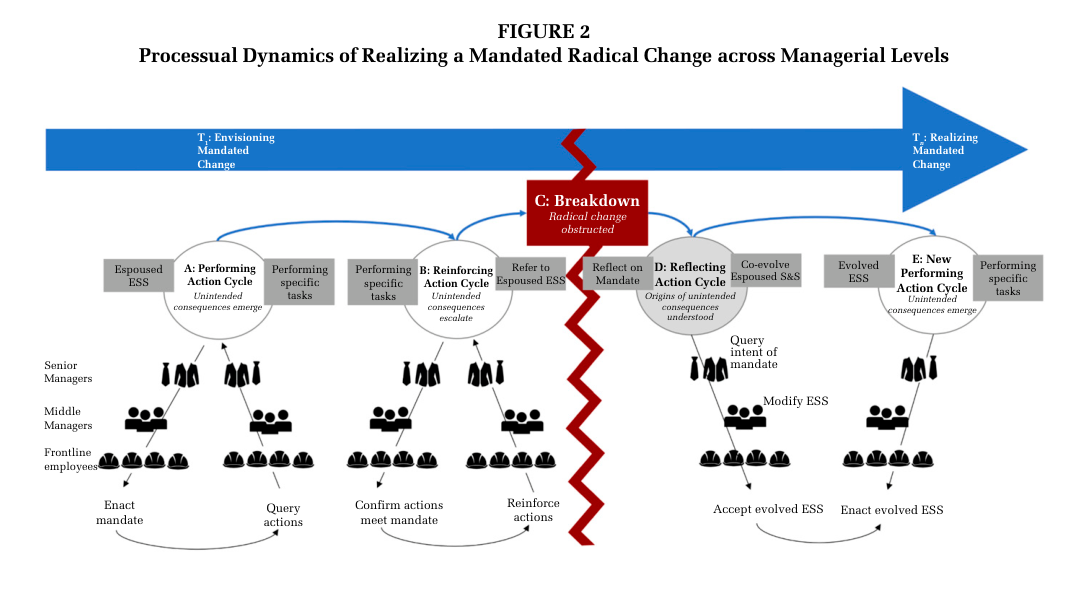 FIGURE 2
Processual Dynamics of Realizing a Mandated Radical Change across Managerial Levels
T1: Envisioning
Mandated
Change
Tn: Realizing
Mandated
Change
C: Breakdown
Radical change
obstructed
Espoused
ESS
A: Performing
Action Cycle
Unintended
consequences emerge
Performing
specific
tasks
Performing
specific
tasks
B: Reinforcing
Action Cycle
Unintended
consequences
escalate
Refer to
Espoused ESS
Reflect on
Mandate
D: Reflecting
Action Cycle
Origins of unintended
consequences
understood
Co-evolve
Espoused S&S
Evolved
ESS
E: New
Performing
Action Cycle
Unintended
consequences emerge
Performing
specific
tasks
Senior
Managers
Middle
Managers
Frontline
employees
Query
intent of
mandate
Modify ESS
Enact
mandate
Query
actions
Confirm actions
meet mandate
Reinforce
actions
Accept evolved ESS
Enact evolved ESS